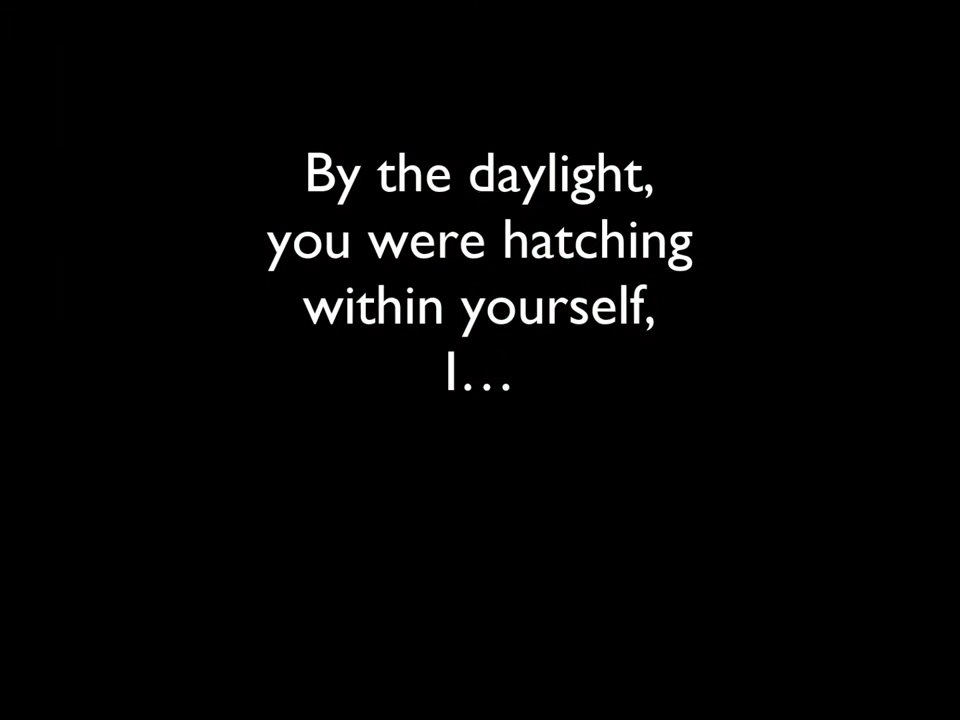 By the daylight,
you were hatching
within yourself,
I…